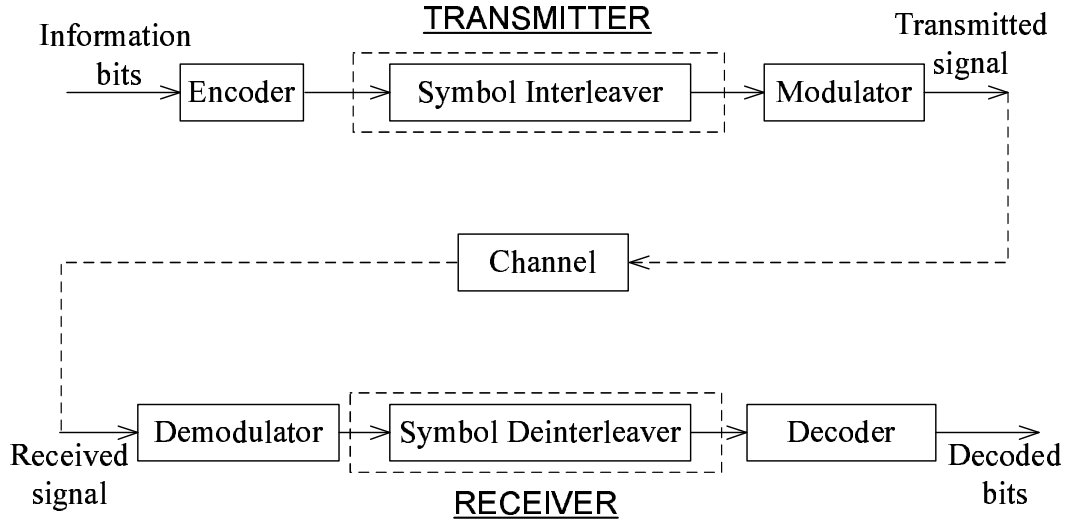 TRANSMITTER
Information
bits
Encoder
Symbol Interleaver
Modulator
Transmitted
signal
Channel
Received
signal
Demodulator
Symbol Deinterleaver
Decoder
Decoded
bits
RECEIVER